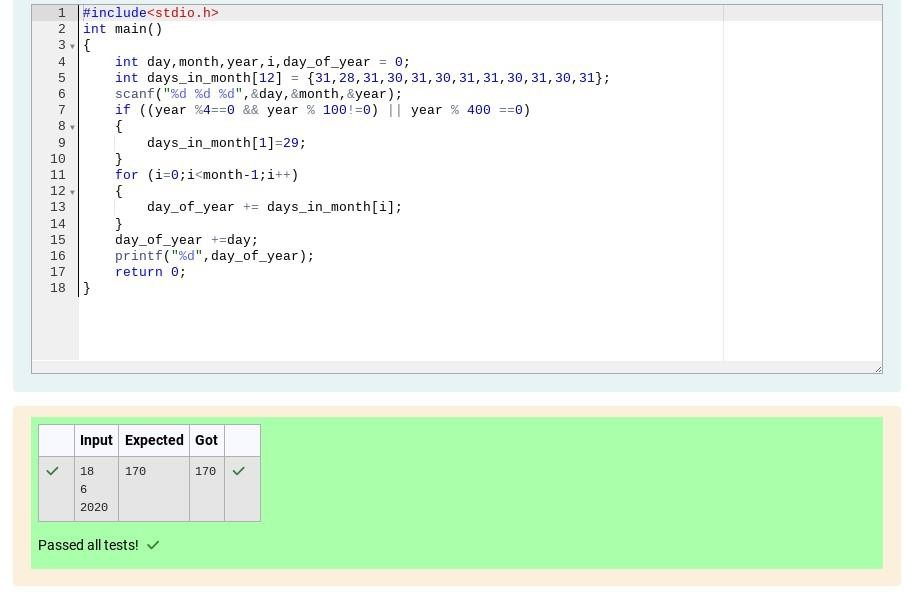 1 #include<stdio.h>
2 int main()
3 {
4     int day,month,year,i,day_of_year = 0;
5     int days_in_month[12] = {31,28,31,30,31,30,31,31,30,31,30,31};
6     scanf("%d %d %d",&day,&month,&year);
7     if ((year %4==0 && year % 100!=0) || year % 400 ==0)
8     {
9         days_in_month[1]=29;
10     }
11     for (i=0;i<month-1;i++)
12     {
13         day_of_year += days_in_month[i];
14     }
15     day_of_year +=day;
16     printf("%d",day_of_year);
17     return 0;
18 }
Input Expected Got
18 170 170
6
2020
Passed all tests!